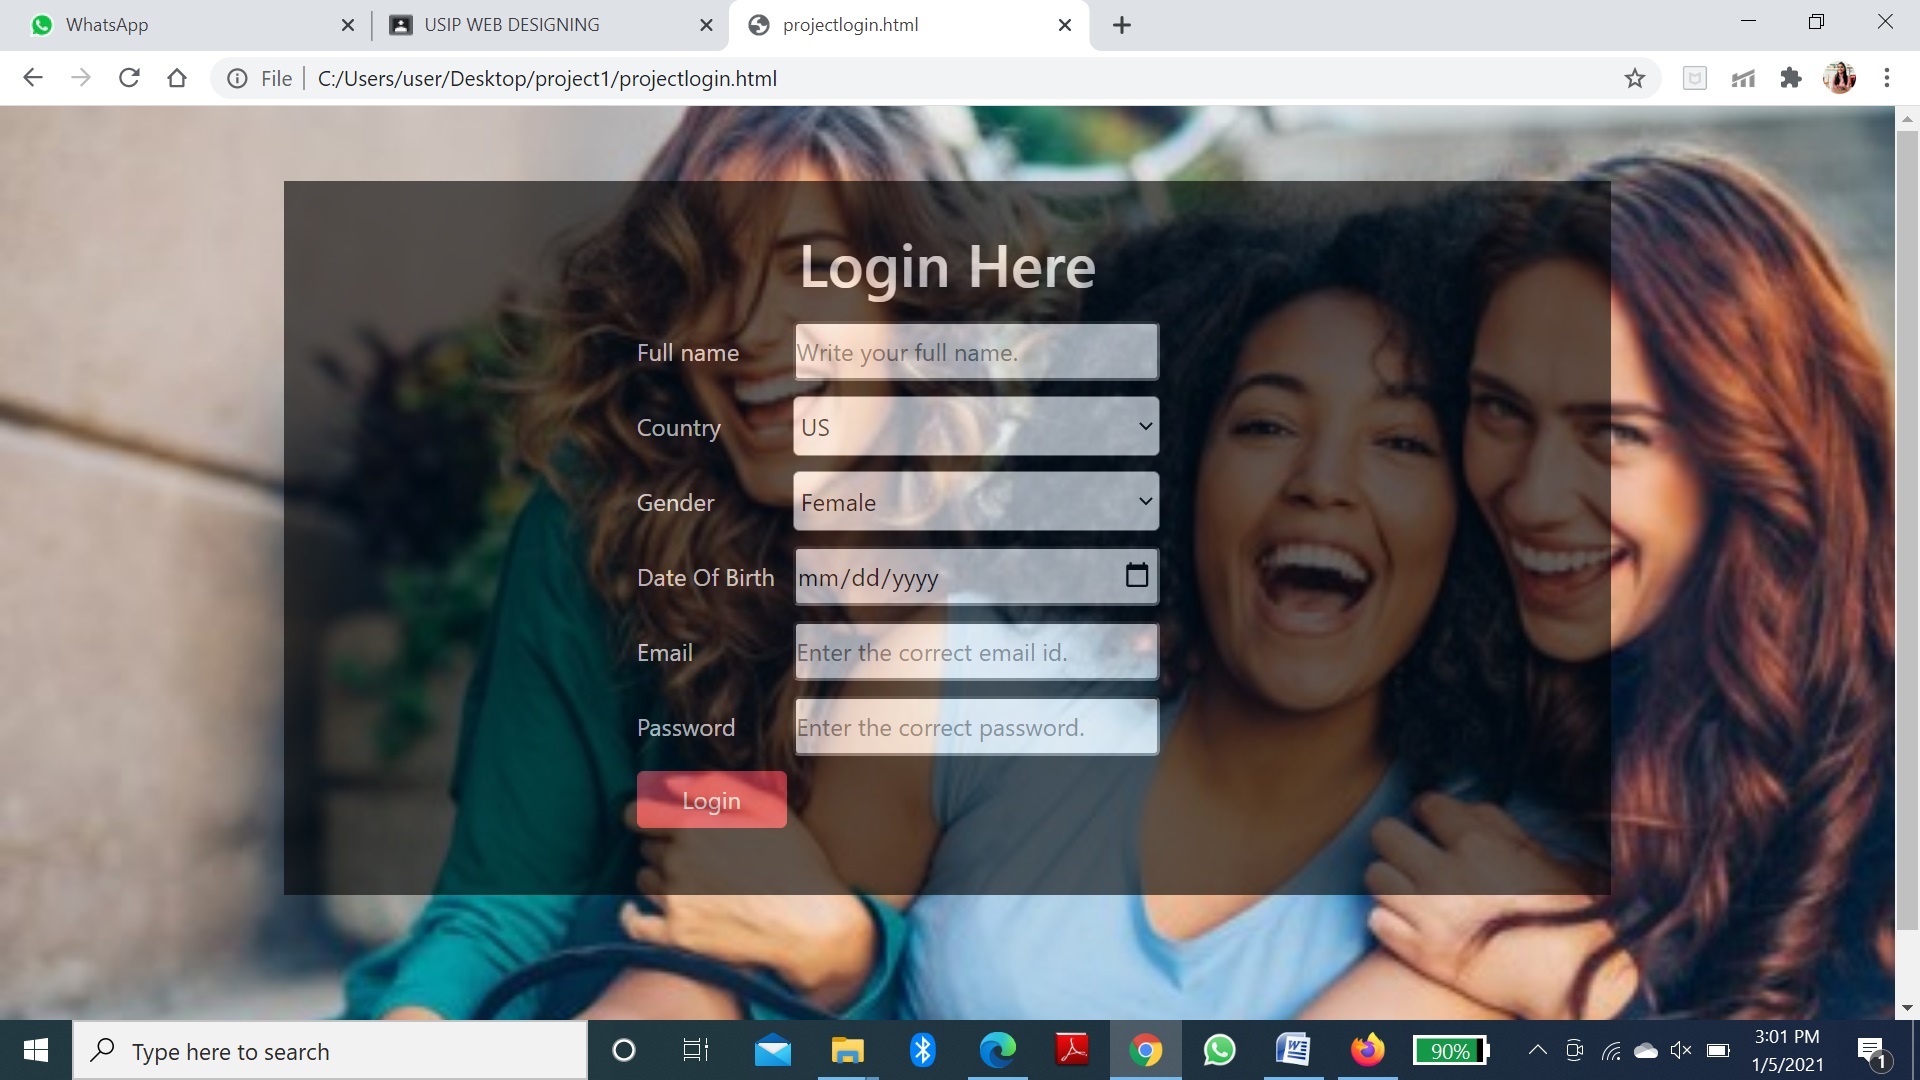 WhatsApp
USIP WEB DESIGNING
projectlogin.html
File
C:/Users/user/Desktop/project1/projectlogin.html
Login Here
Full name
Write your full name.
Country
US
Gender
Female
Date Of Birth
mm/dd/yyyy
Email
Enter the correct email id.
Password
Enter the correct password.
Login
Type here to search
90%
3:01 PM
1/5/2021
1